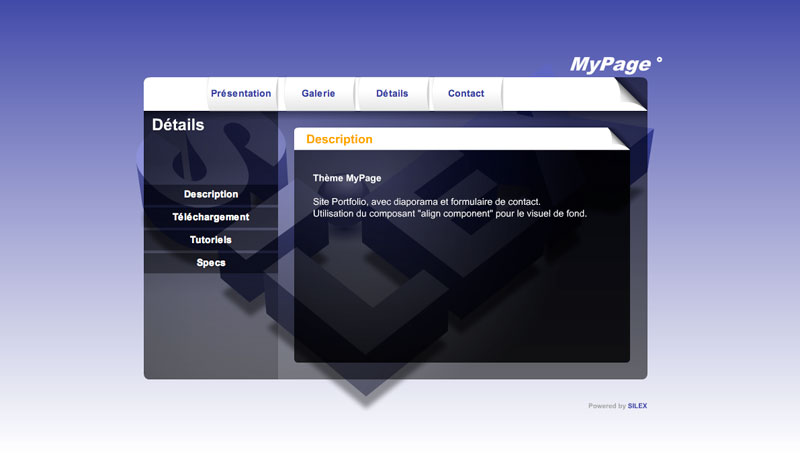 MyPage °
Présentation
Galerie
Détails
Contact
Détails
Description
Téléchargement
Tutoriels
Specs
Description
Thème MyPage
Site Portfolio, avec diaporama et formulaire de contact.
Utilisation du composant "align component" pour le visuel de fond.
SILEX
Powered by SILEX